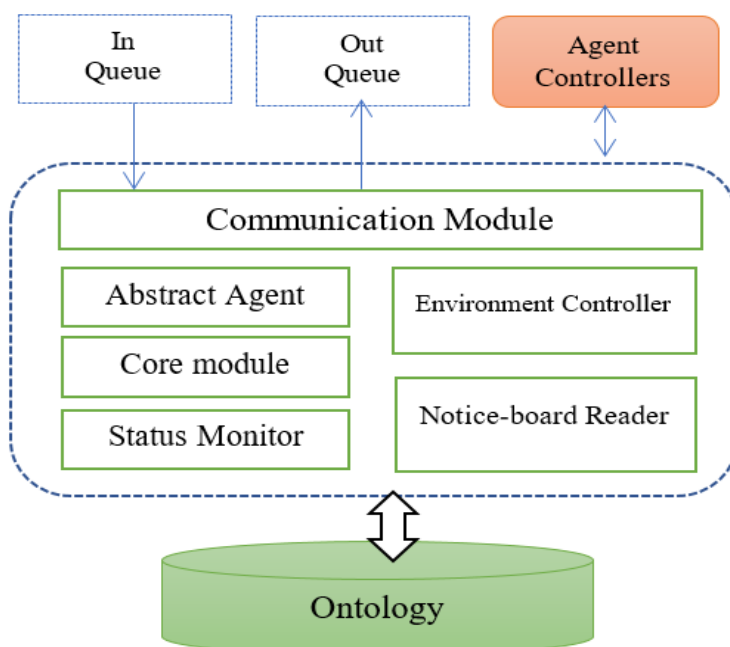 In
Queue
Out
Queue
Agent
Controllers
Communication Module
Abstract Agent
Environment Controller
Core module
Notice-board Reader
Status Monitor
Ontology